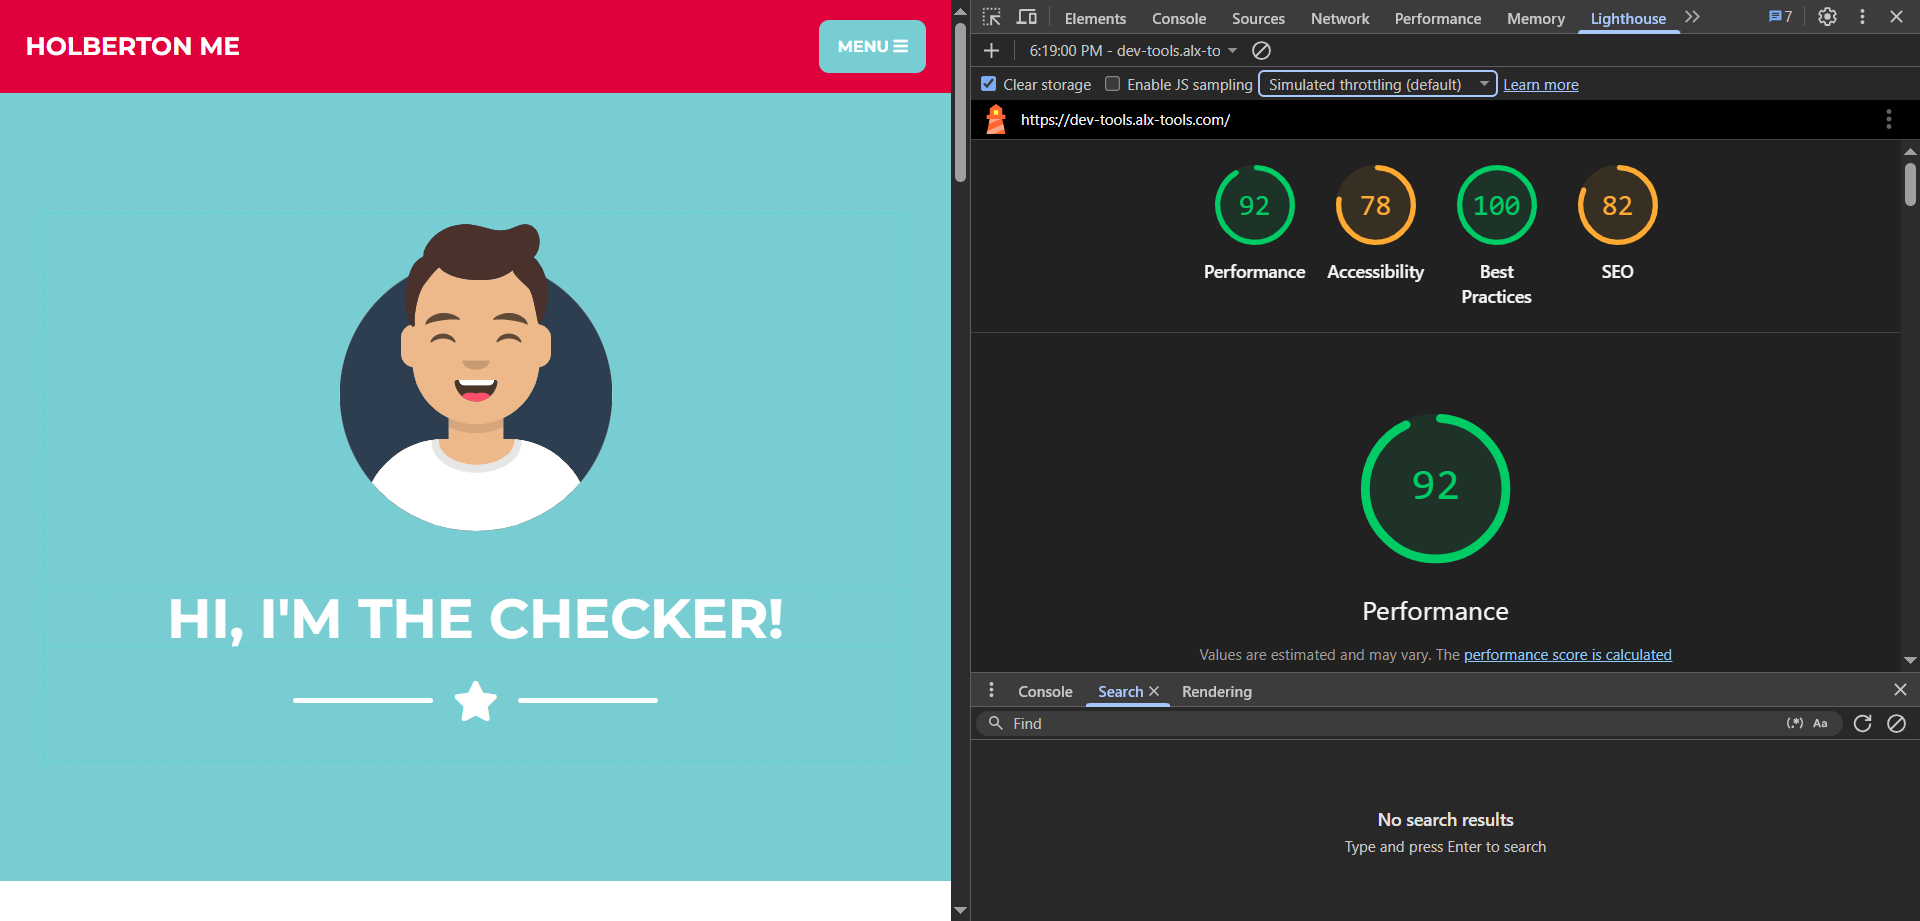 HOLBERTON ME
MENU
HI, I'M THE CHECKER!
Elements Console Sources Network Performance Memory Lighthouse 7
6:19:00 PM - dev-tools.alx-to
Clear storage Enable JS sampling Simulated throttling (default) Learn more
https://dev-tools.alx-tools.com/
92 78 100 82
Performance Accessibility Best Practices SEO
92
Performance
Values are estimated and may vary. The performance score is calculated
Console Search Rendering
Find (.*) Aa
No search results
Type and press Enter to search